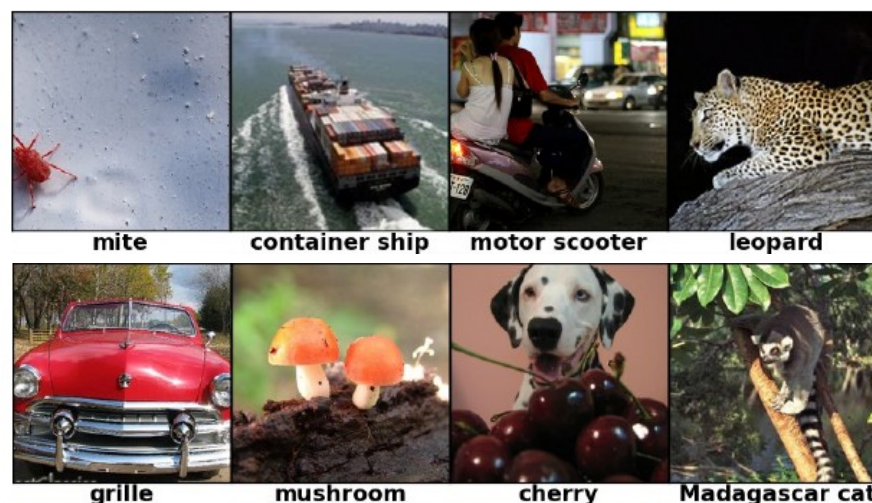 mite
container ship
motor scooter
leopard
grille
mushroom
cherry
Madagascar cat